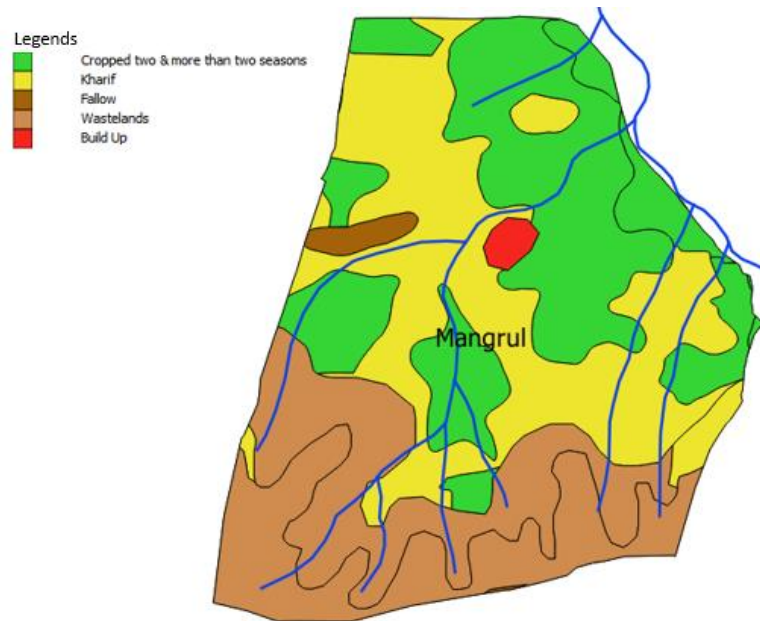 Legends
Cropped two & more than two seasons
Kharif
Fallow
Wastelands
Build Up
Mangrul